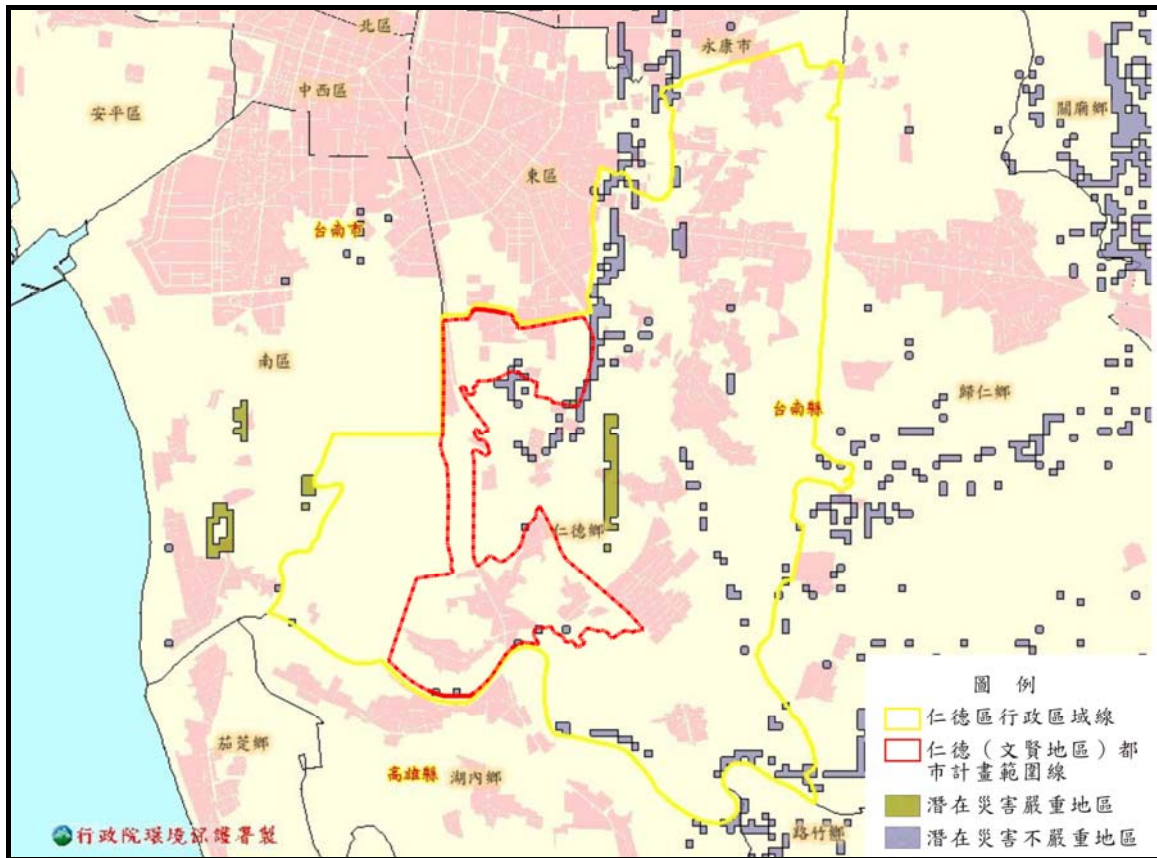 北區
永康市
中西區
安平區
關廟鄉
東區
台南市
南區
歸仁鄉
台南縣
仁德鄉
茄萣鄉
高雄縣
湖內鄉
路竹鄉
行政院環境保護署製
圖 例
仁德區行政區域線
仁德（文賢地區）都
市計畫範圍線
潛在災害嚴重地區
潛在災害不嚴重地區